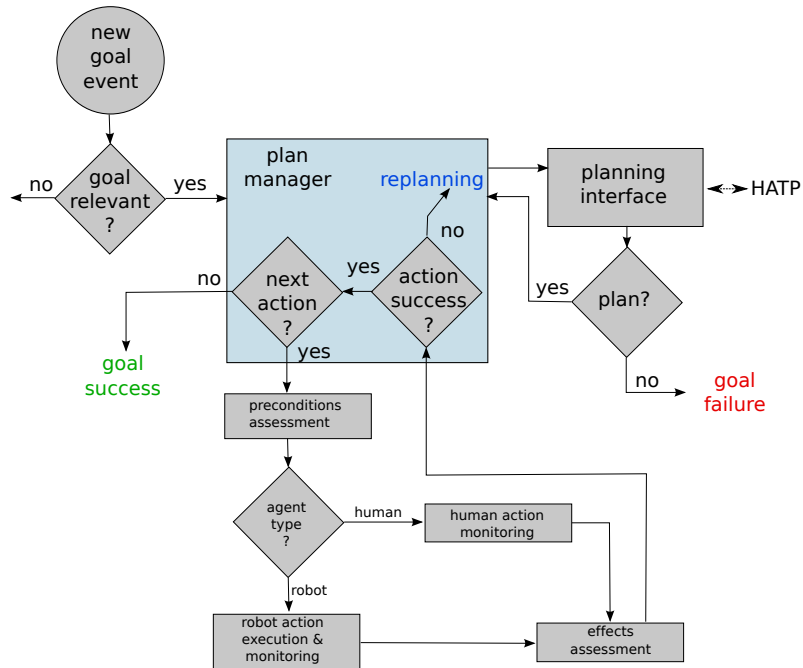 new
goal
event
no
goal
relevant
?
yes
plan
manager
replanning
planning
interface
HATP
no
next
action
?
yes
action
success
?
no
yes
plan?
no
goal
success
yes
goal
failure
preconditions
assessment
agent
type
?
human
human action
monitoring
robot
robot action
execution &
monitoring
effects
assessment